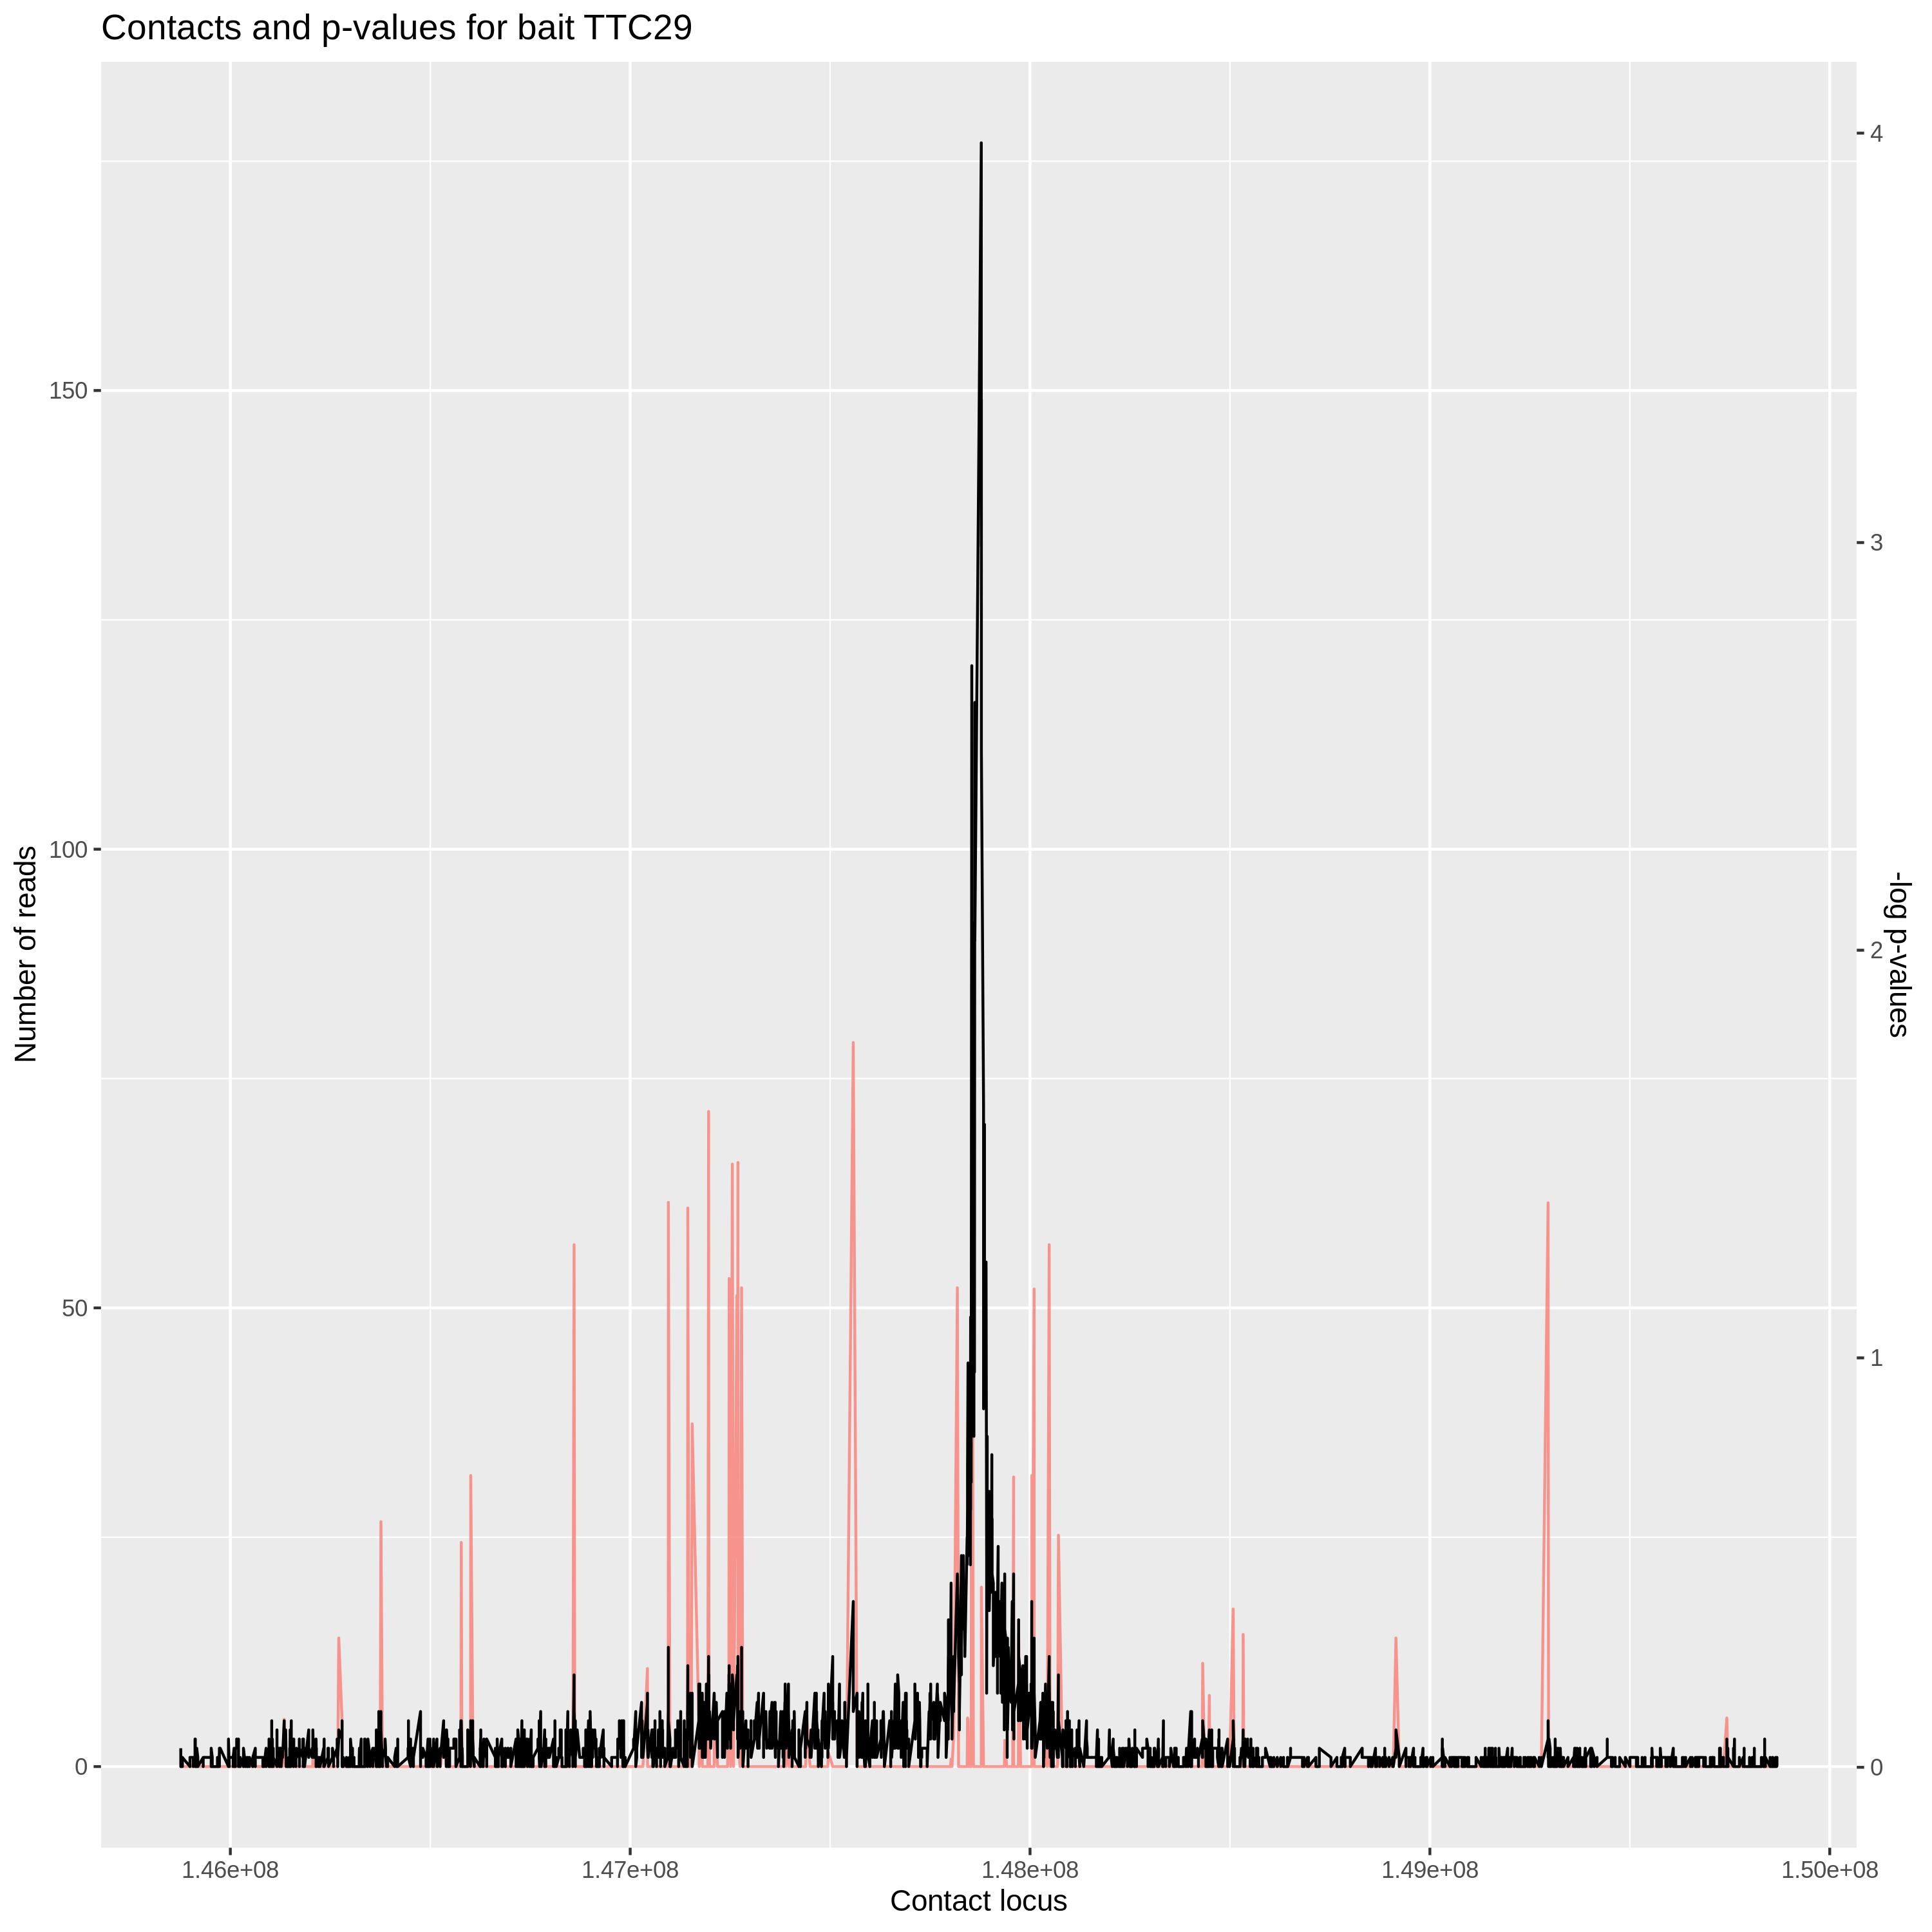 Contacts and p-values for bait TTC29
Number of reads
150
100
50
0
4
3
2
1
0
-log p-values
1.46e+08
1.47e+08
1.48e+08
1.49e+08
1.50e+08
Contact locus